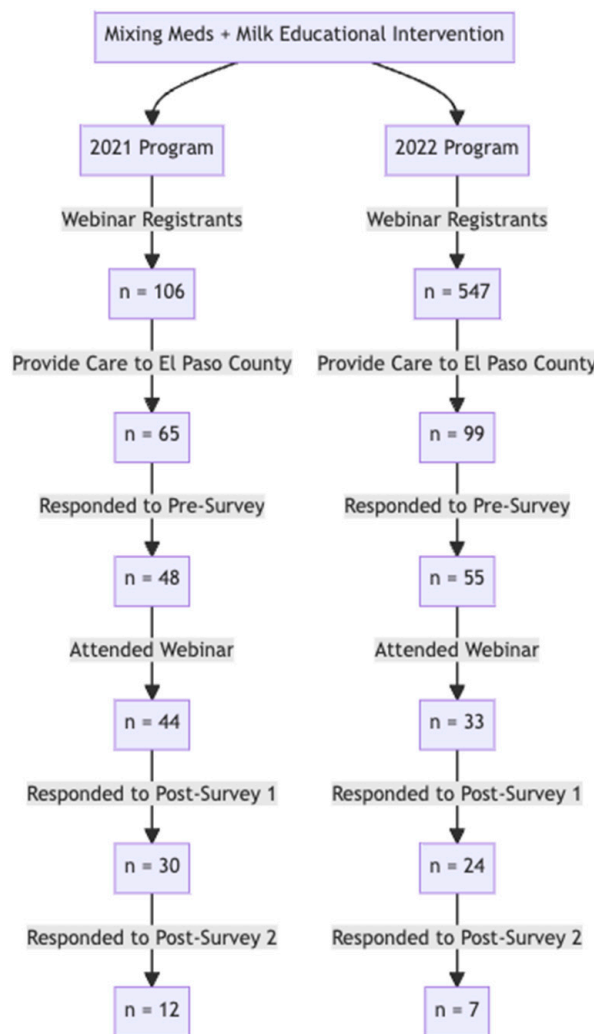 Mixing Meds + Milk Educational Intervention
2021 Program
2022 Program
Webinar Registrants
Webinar Registrants
n = 106
n = 547
Provide Care to El Paso County
Provide Care to El Paso County
n = 65
n = 99
Responded to Pre-Survey
Responded to Pre-Survey
n = 48
n = 55
Attended Webinar
Attended Webinar
n = 44
n = 33
Responded to Post-Survey 1
Responded to Post-Survey 1
n = 30
n = 24
Responded to Post-Survey 2
Responded to Post-Survey 2
n = 12
n = 7